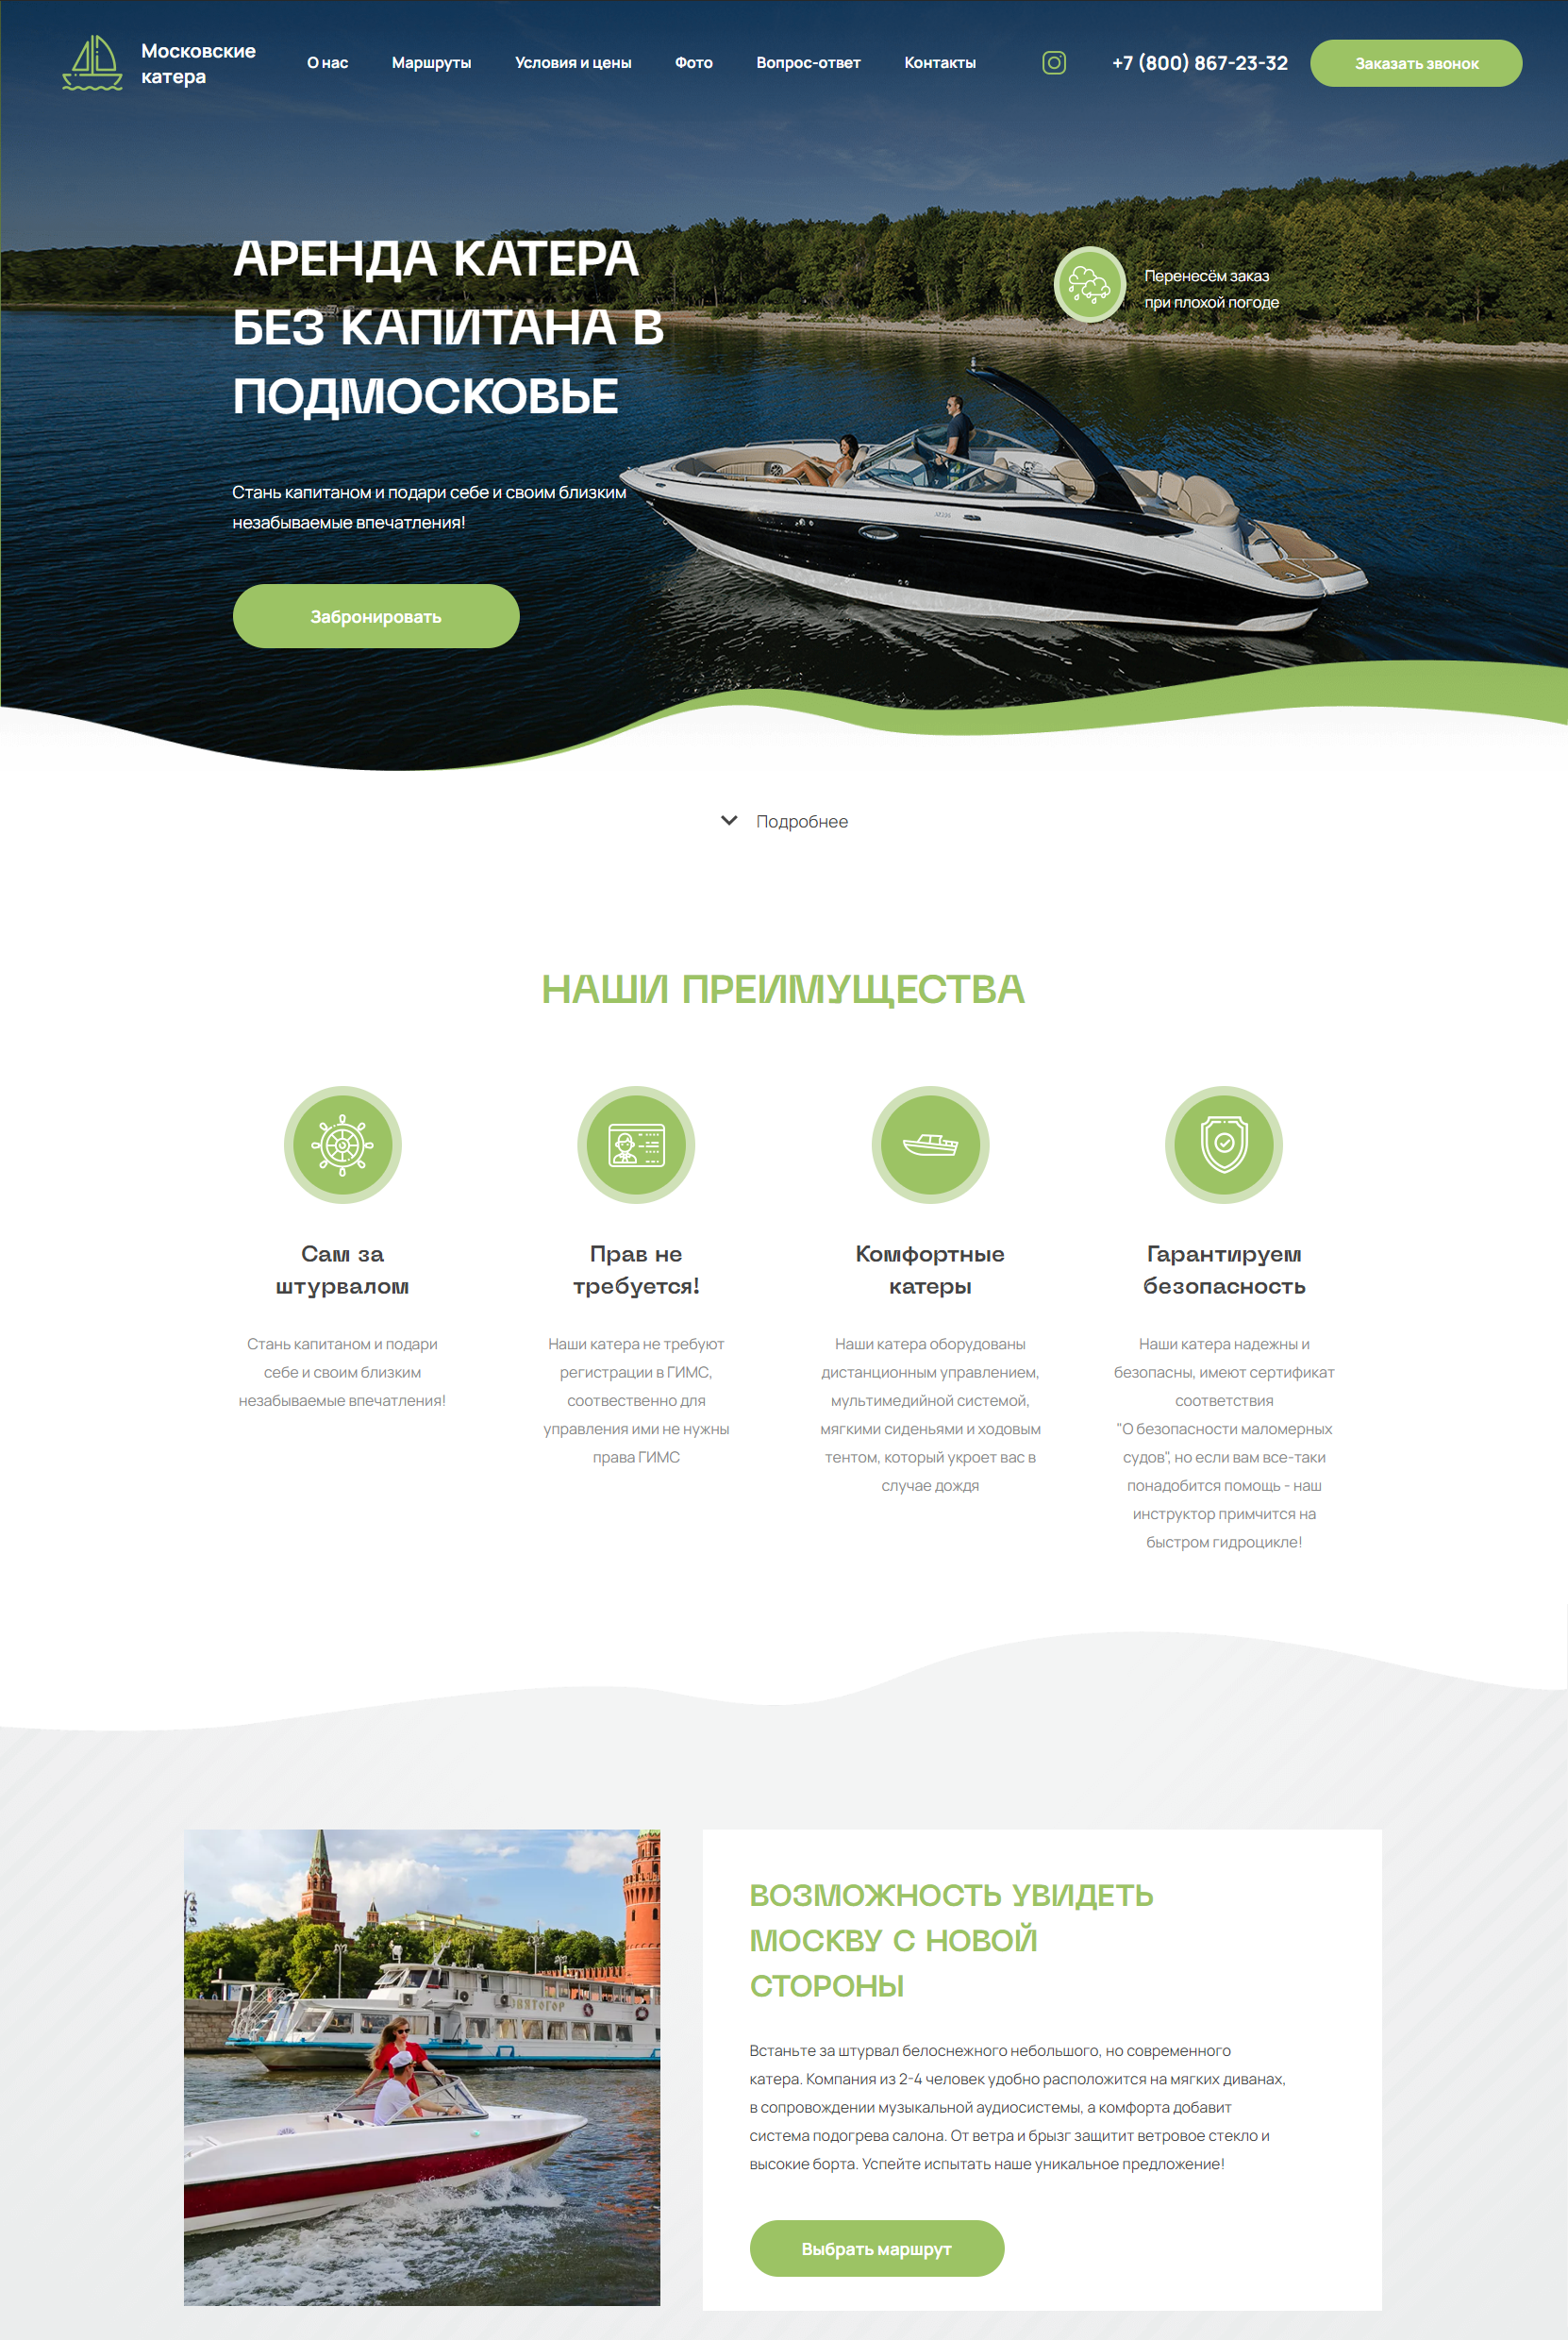 Московские
катера
О нас
Маршруты
Условия и цены
Фото
Вопрос-ответ
Контакты
+7 (800) 867-23-32
Заказать звонок
АРЕНДА КАТЕРА
БЕЗ КАПИТАНА В
ПОДМОСКОВЬЕ
Перенесём заказ
при плохой погоде
Стань капитаном и подари себе и своим близким
незабываемые впечатления!
Забронировать
Подробнее
НАШИ ПРЕИМУЩЕСТВА
Сам за
штурвалом
Стань капитаном и подари
себе и своим близким
незабываемые впечатления!
Прав не
требуется!
Наши катера не требуют
регистрации в ГИМС,
соотвественно для
управления ими не нужны
права ГИМС
Комфортные
катеры
Наши катера оборудованы
дистанционным управлением,
мультимедийной системой,
мягкими сиденьями и ходовым
тентом, который укроет вас в
случае дождя
Гарантируем
безопасность
Наши катера надежны и
безопасны, имеют сертификат
соответствия
"О безопасности маломерных
судов", но если вам все-таки
понадобится помощь - наш
инструктор примчится на
быстром гидроцикле!
СВЯТОГОР
ВОЗМОЖНОСТЬ УВИДЕТЬ
МОСКВУ С НОВОЙ
СТОРОНЫ
Встаньте за штурвал белоснежного небольшого, но современного
катера. Компания из 2-4 человек удобно расположится на мягких диванах,
в сопровождении музыкальной аудиосистемы, а комфорта добавит
система подогрева салона. От ветра и брызг защитит ветровое стекло и
высокие борта. Успейте испытать наше уникальное предложение!
Выбрать маршрут